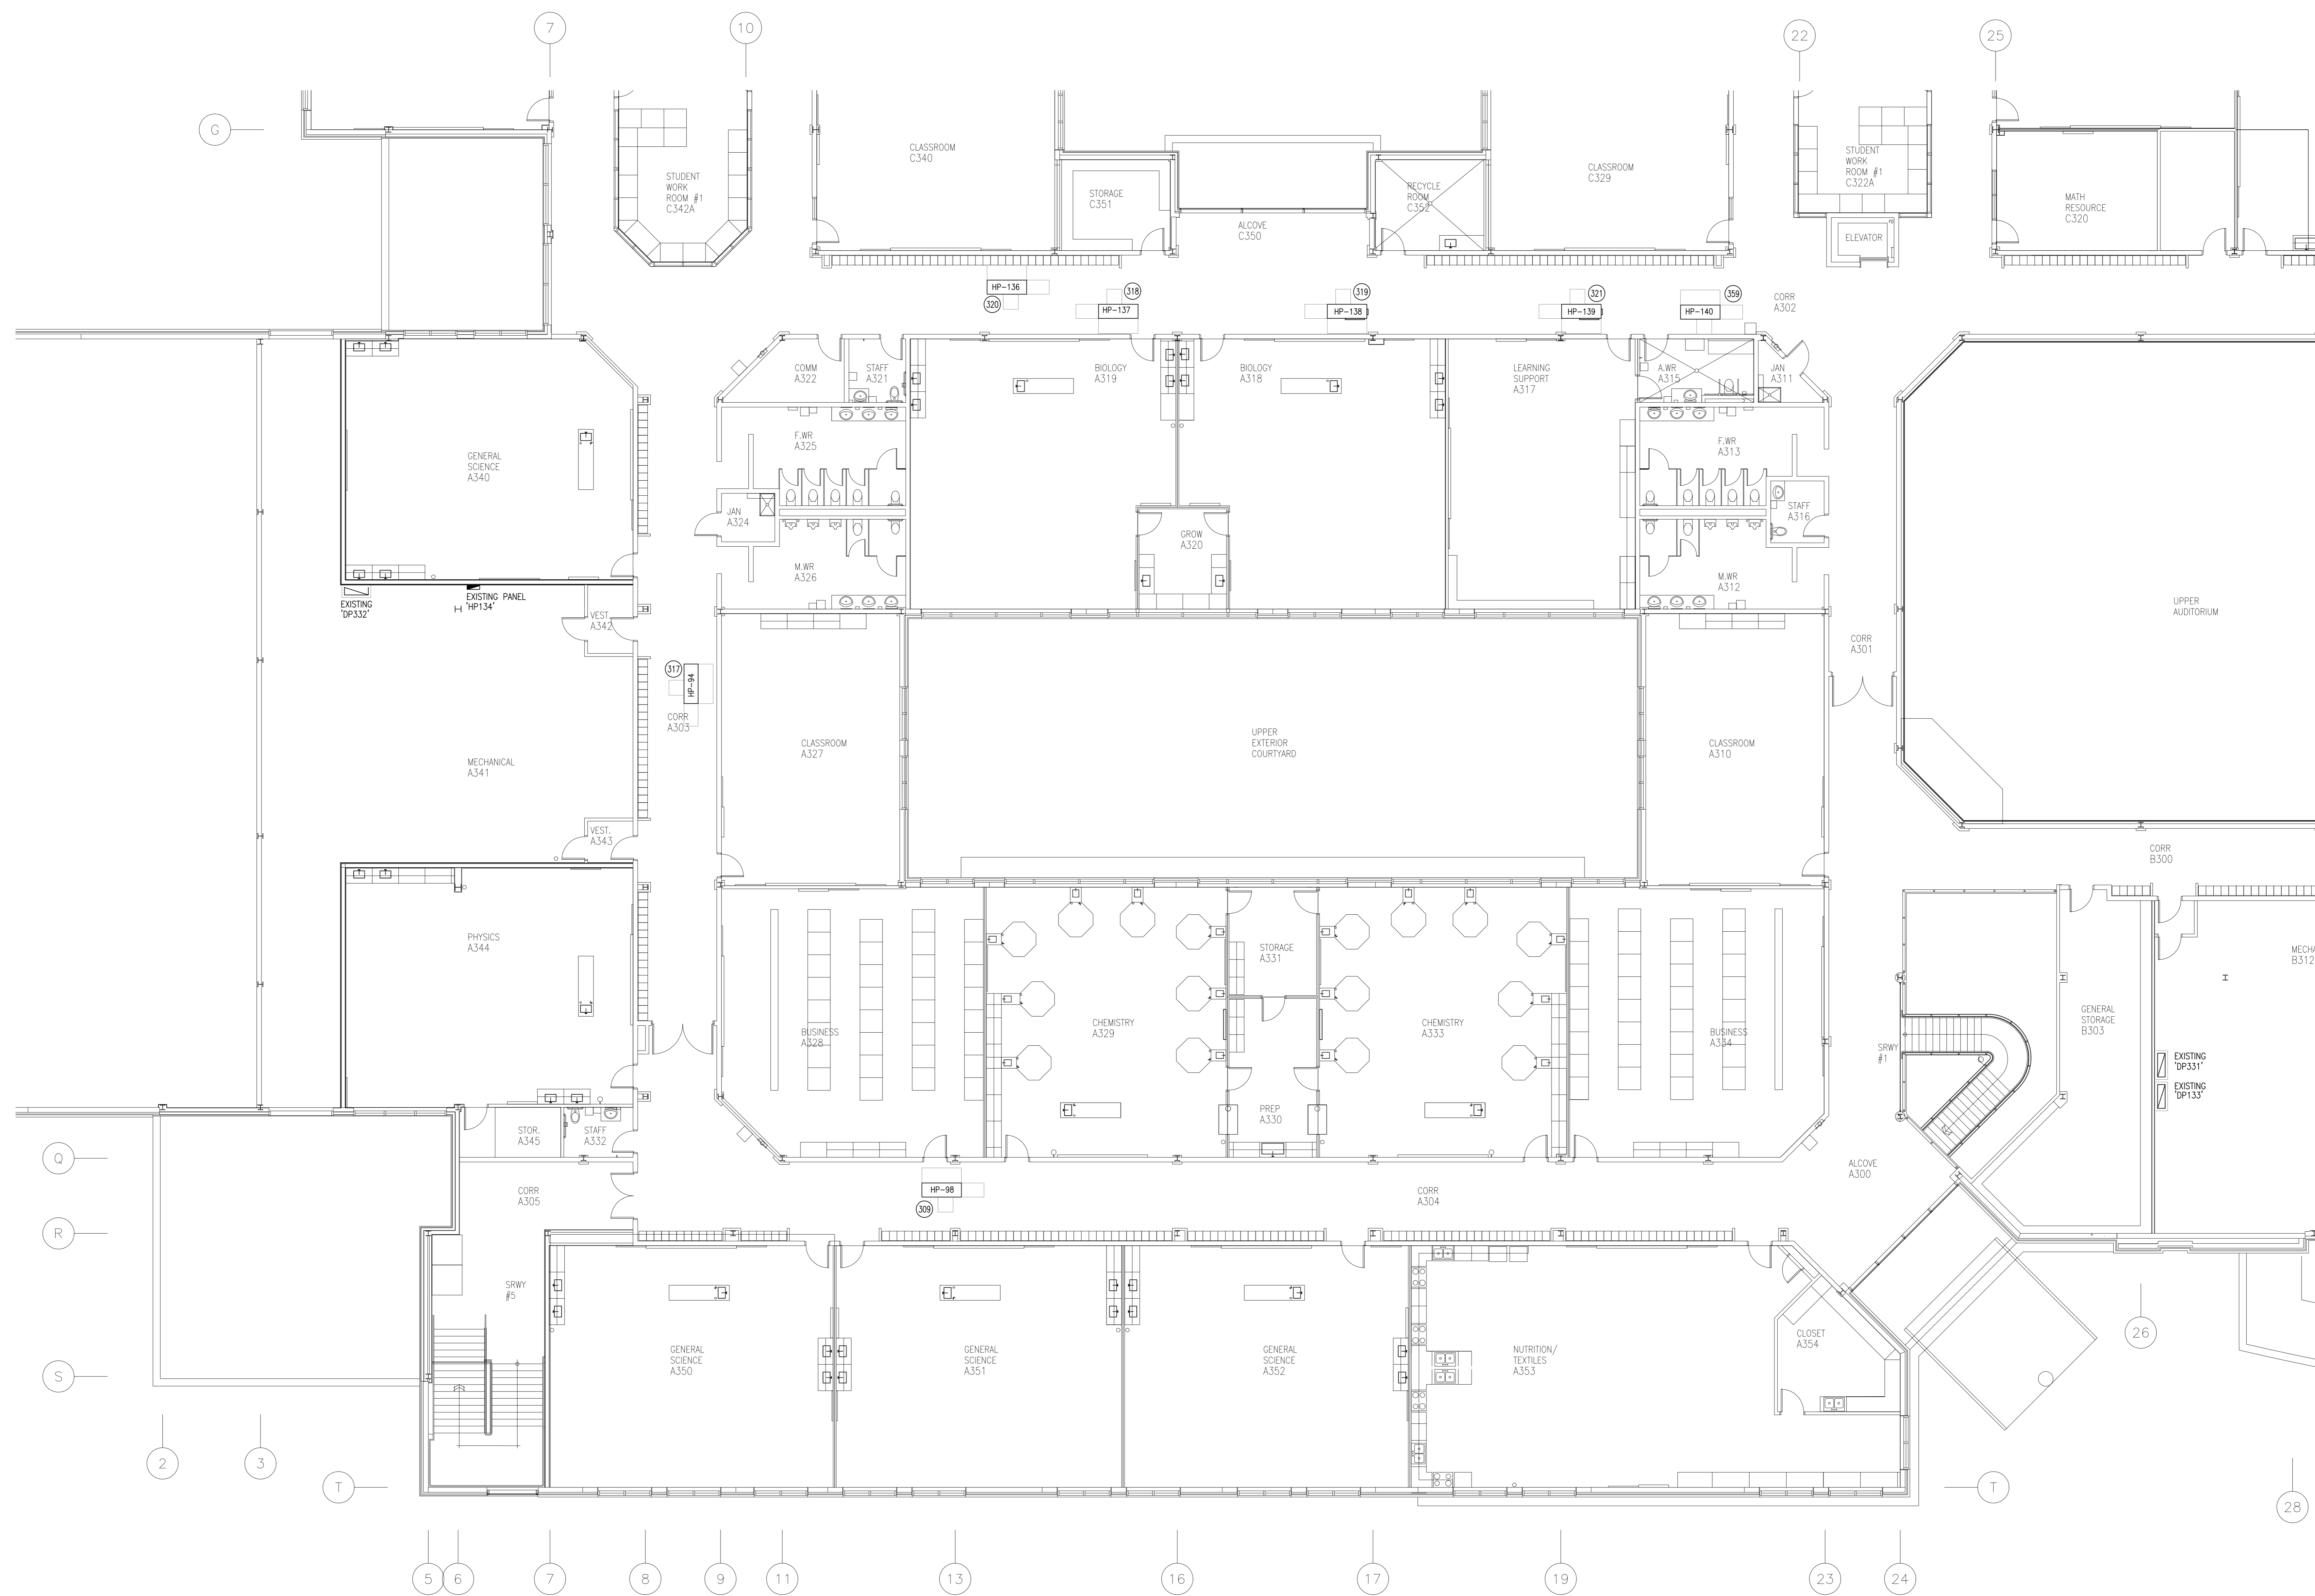 7
10
22
25
G
CLASSROOM
C340
STUDENT
WORK
ROOM #1
C342A
STORAGE
C351
ALCOVE
C350
RECYCLE
ROOM
C352
CLASSROOM
C329
STUDENT
WORK
ROOM #1
C322A
ELEVATOR
MATH
RESOURCE
C320
HP-136
320
HP-137
318
HP-138
319
HP-139
321
HP-140
359
CORR
A302
COMM
A322
STAFF
A321
BIOLOGY
A319
BIOLOGY
A318
LEARNING
SUPPORT
A317
A.WR
A315
JAN
A311
GENERAL
SCIENCE
A340
F.WR
A325
F.WR
A313
JAN
A324
STAFF
A316
GROW
A320
M.WR
A326
M.WR
A312
EXISTING
'DP332'
EXISTING PANEL
'HP134'
VEST.
A342
UPPER
AUDITORIUM
CORR
A301
317
HP-94
CORR
A303
CLASSROOM
A327
UPPER
EXTERIOR
COURTYARD
CLASSROOM
A310
MECHANICAL
A341
VEST.
A343
CORR
B300
PHYSICS
A344
STORAGE
A331
MECHA
B312
BUSINESS
A328
CHEMISTRY
A329
CHEMISTRY
A333
BUSINESS
A334
GENERAL
STORAGE
B303
SRWY
#1
EXISTING
'DP331'
EXISTING
'DP133'
STOR.
A345
STAFF
A332
PREP
A330
Q
ALCOVE
A300
CORR
A305
HP-98
309
CORR
A304
R
SRWY
#5
26
CLOSET
A354
GENERAL
SCIENCE
A350
GENERAL
SCIENCE
A351
GENERAL
SCIENCE
A352
NUTRITION/
TEXTILES
A353
S
2
3
T
T
28
5
6
7
8
9
11
13
16
17
19
23
24